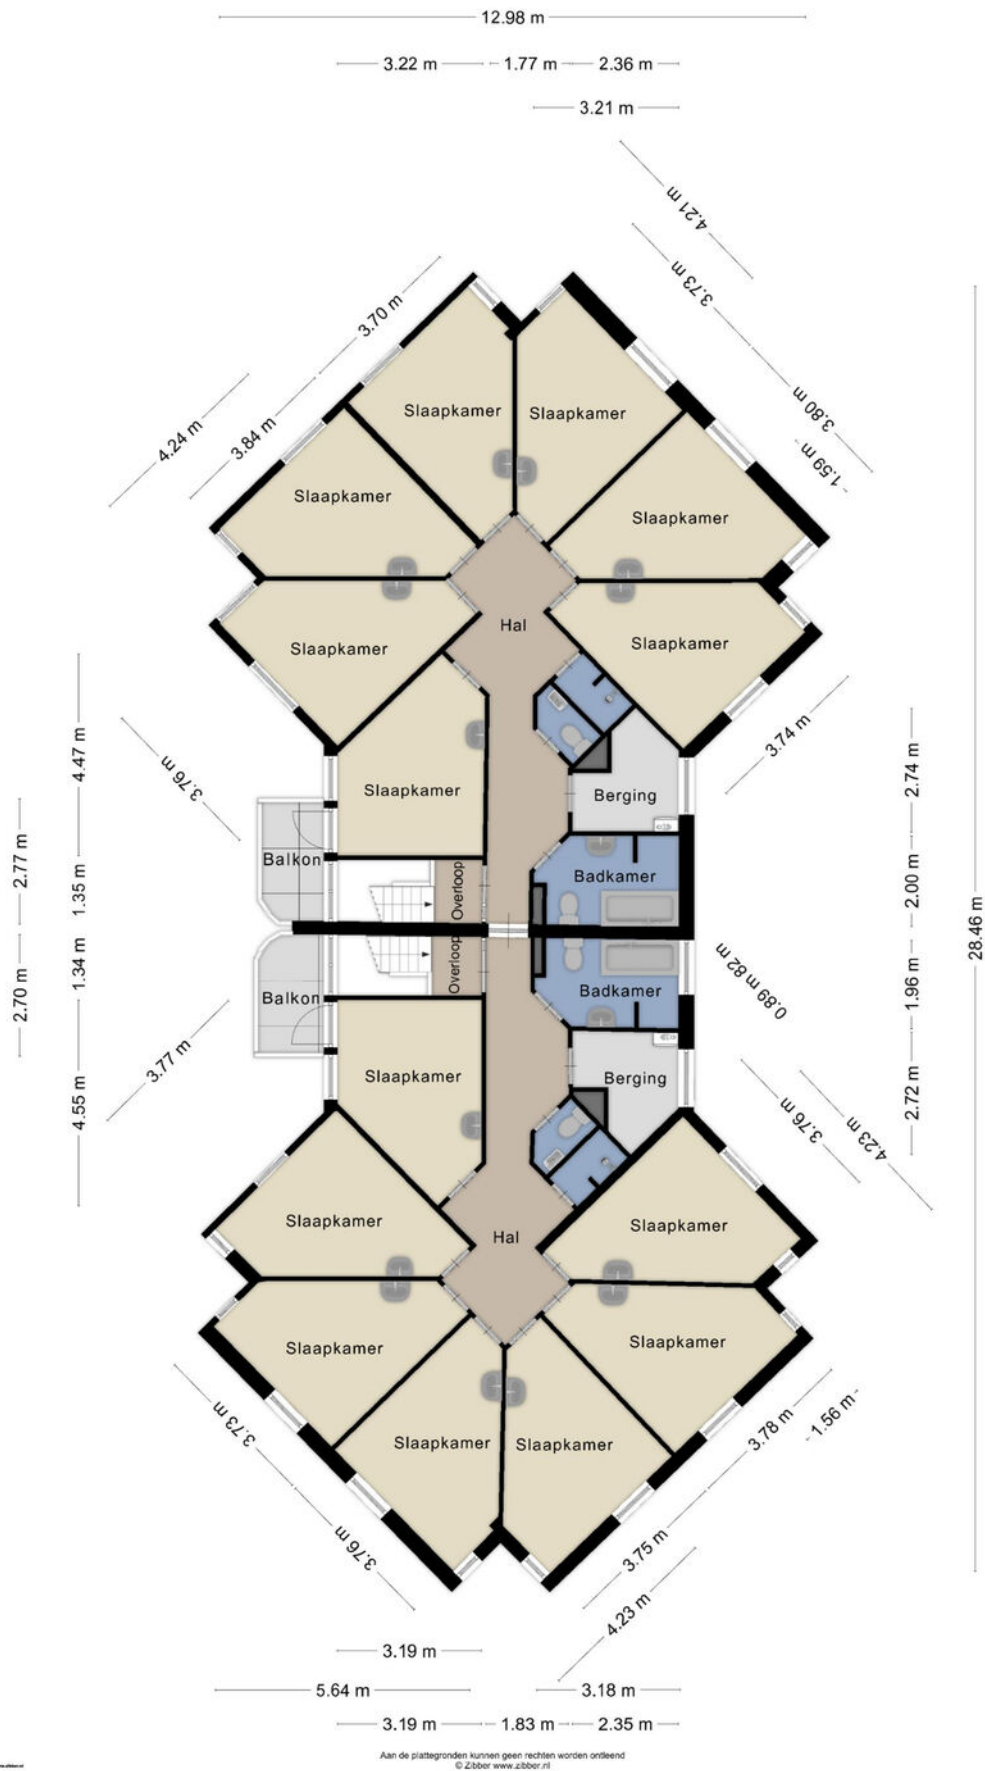 12.98 m
3.22 m
1.77 m
2.36 m
3.21 m
4.21 m
3.73 m
3.70 m
3.80 m
1.59 m
4.24 m
3.84 m
Slaapkamer
Slaapkamer
Slaapkamer
Slaapkamer
Hal
Slaapkamer
Slaapkamer
3.74 m
4.47 m
3.76 m
2.74 m
Slaapkamer
Berging
2.77 m
Balkon
1.35 m
Overloop
Badkamer
2.00 m
28.46 m
1.34 m
2.70 m
Overloop
Balkon
Badkamer
0.89 m
82 m
1.96 m
3.77 m
4.55 m
Slaapkamer
Berging
2.72 m
3.76 m
4.23 m
Slaapkamer
Hal
Slaapkamer
Slaapkamer
Slaapkamer
3.73 m
Slaapkamer
Slaapkamer
3.78 m
1.56 m
3.76 m
3.75 m
4.23 m
3.19 m
5.64 m
3.18 m
3.19 m
1.83 m
2.35 m
Aan de plattegronden kunnen geen rechten worden ontleend
© Zibber www.zibber.nl